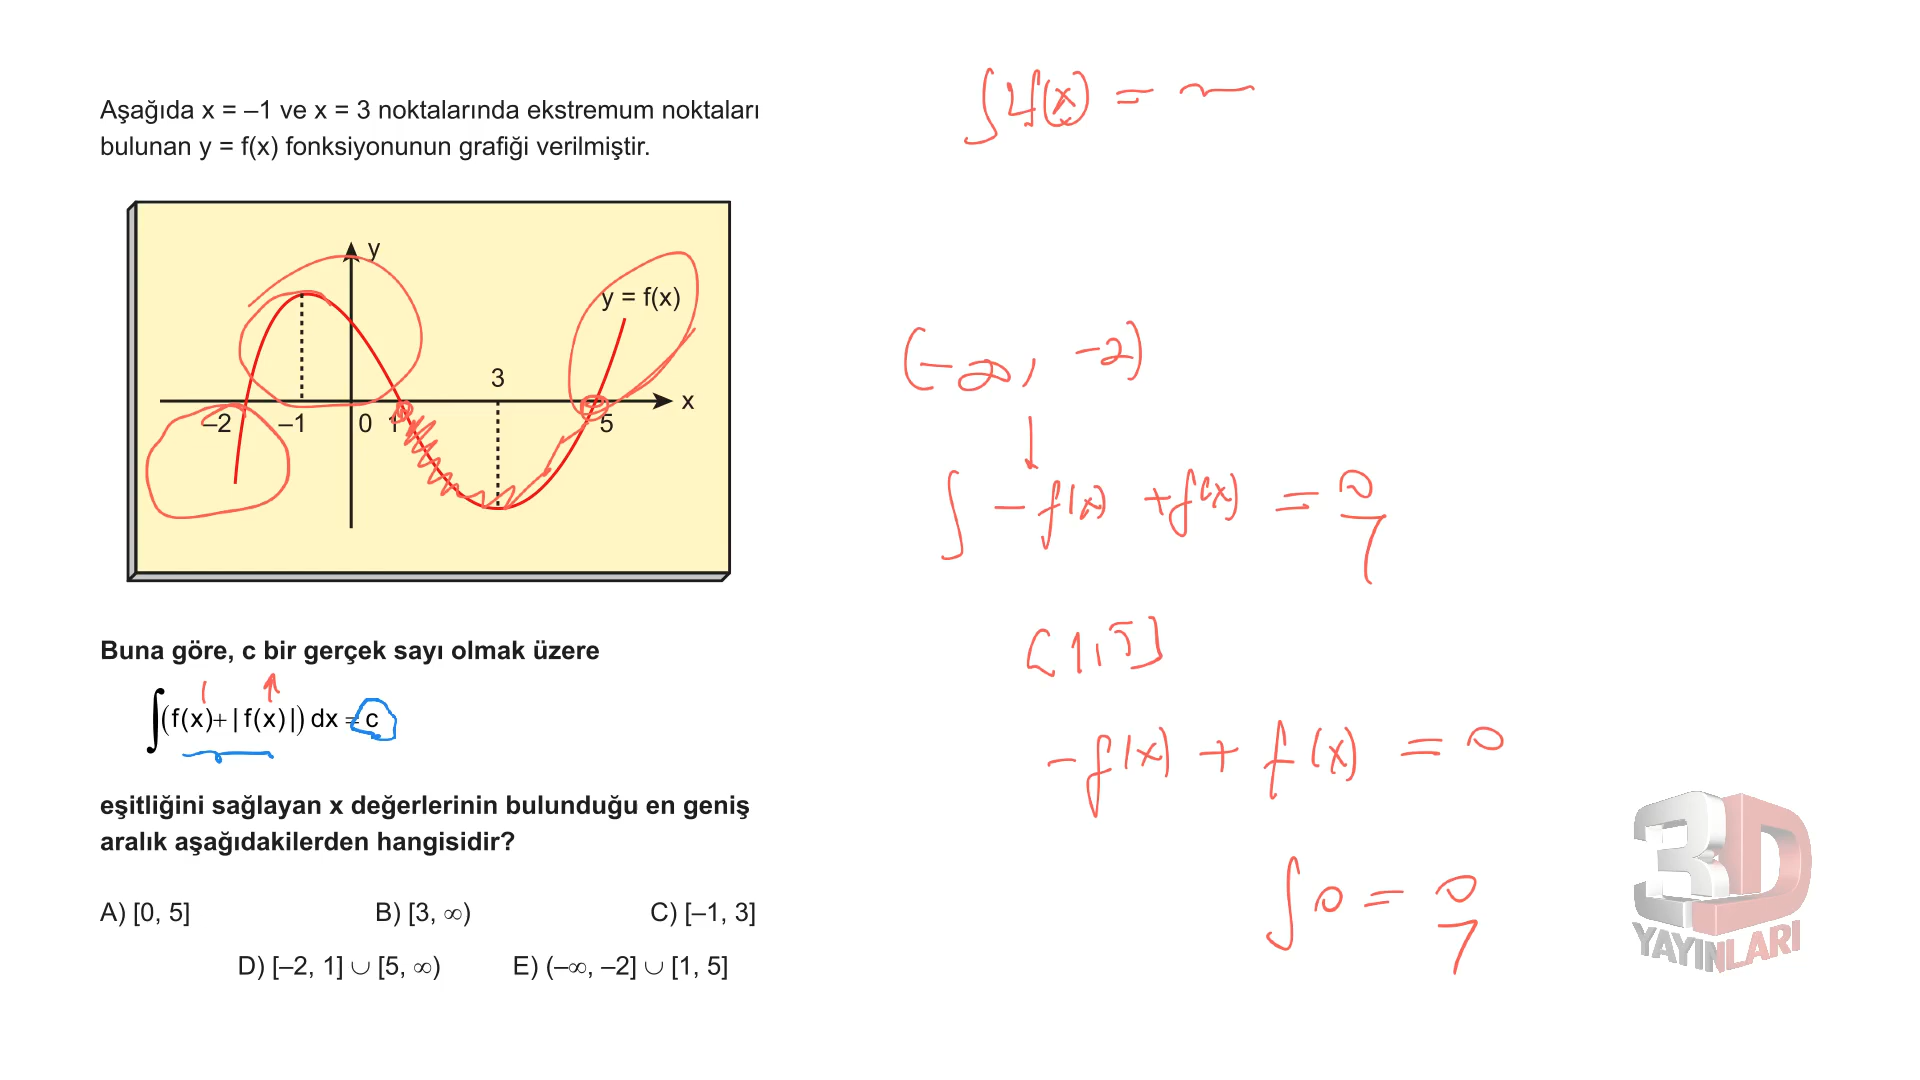 Aşağıda x = –1 ve x = 3 noktalarında ekstremum noktaları
bulunan y = f(x) fonksiyonunun grafiği verilmiştir.
y
y = f(x)
3
x
–2 –1 0 1 5
Buna göre, c bir gerçek sayı olmak üzere
∫(f(x)+|f(x)|) dx = c
eşitliğini sağlayan x değerlerinin bulunduğu en geniş
aralık aşağıdakilerden hangisidir?
A) [0, 5] B) [3, ∞) C) [–1, 3]
D) [–2, 1] ∪ [5, ∞) E) (–∞, –2] ∪ [1, 5]
(-∞, -2)
∫ -f(x) +f(x) = 0
[1,5]
-f(x) + f(x) = 0
∫ 0 = 0
3D
YAYINLARI